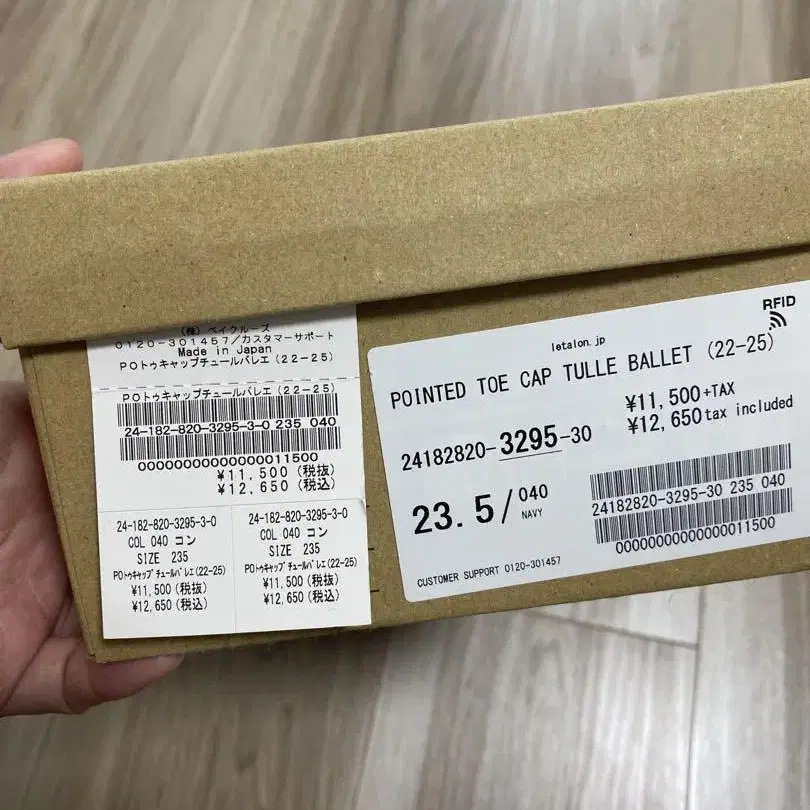 (株)ベイクルーズ
0120-301457/カスタマーサポート
Made in Japan
POトゥキャップチュールバレエ(22-25)
POトゥキャップチュールバレエ(22-25)
24-182-820-3295-3-0 235 040
00000000000000011500
¥11,500(税抜)
¥12,650(税込)
24-182-820-3295-3-0
COL 040 コン
SIZE 235
POトゥキャップチュールバレエ(22-25)
¥11,500(税抜)
¥12,650(税込)
24-182-820-3295-3-0
COL 040 コン
SIZE 235
POトゥキャップチュールバレエ(22-25)
¥11,500(税抜)
¥12,650(税込)
RFID
letalon.jp
POINTED TOE CAP TULLE BALLET (22-25)
¥11,500+TAX
¥12,650tax included
24182820-3295-30
23.5/040
NAVY
24182820-3295-30 235 040
00000000000000011500
CUSTOMER SUPPORT 0120-301457